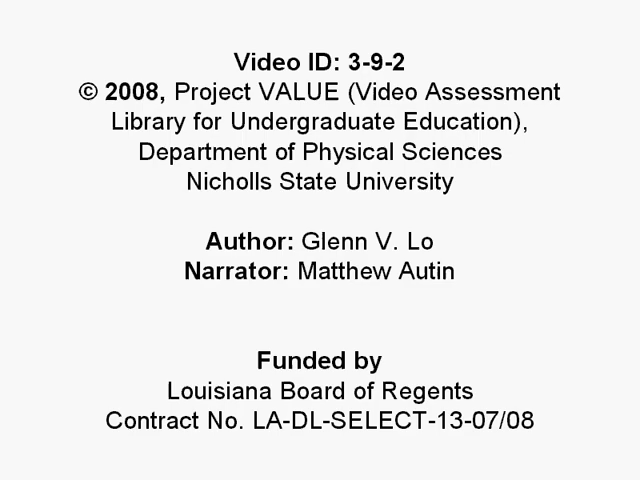 Video ID: 3-9-2
© 2008, Project VALUE (Video Assessment
Library for Undergraduate Education),
Department of Physical Sciences
Nicholls State University
Author: Glenn V. Lo
Narrator: Matthew Autin
Funded by
Louisiana Board of Regents
Contract No. LA-DL-SELECT-13-07/08